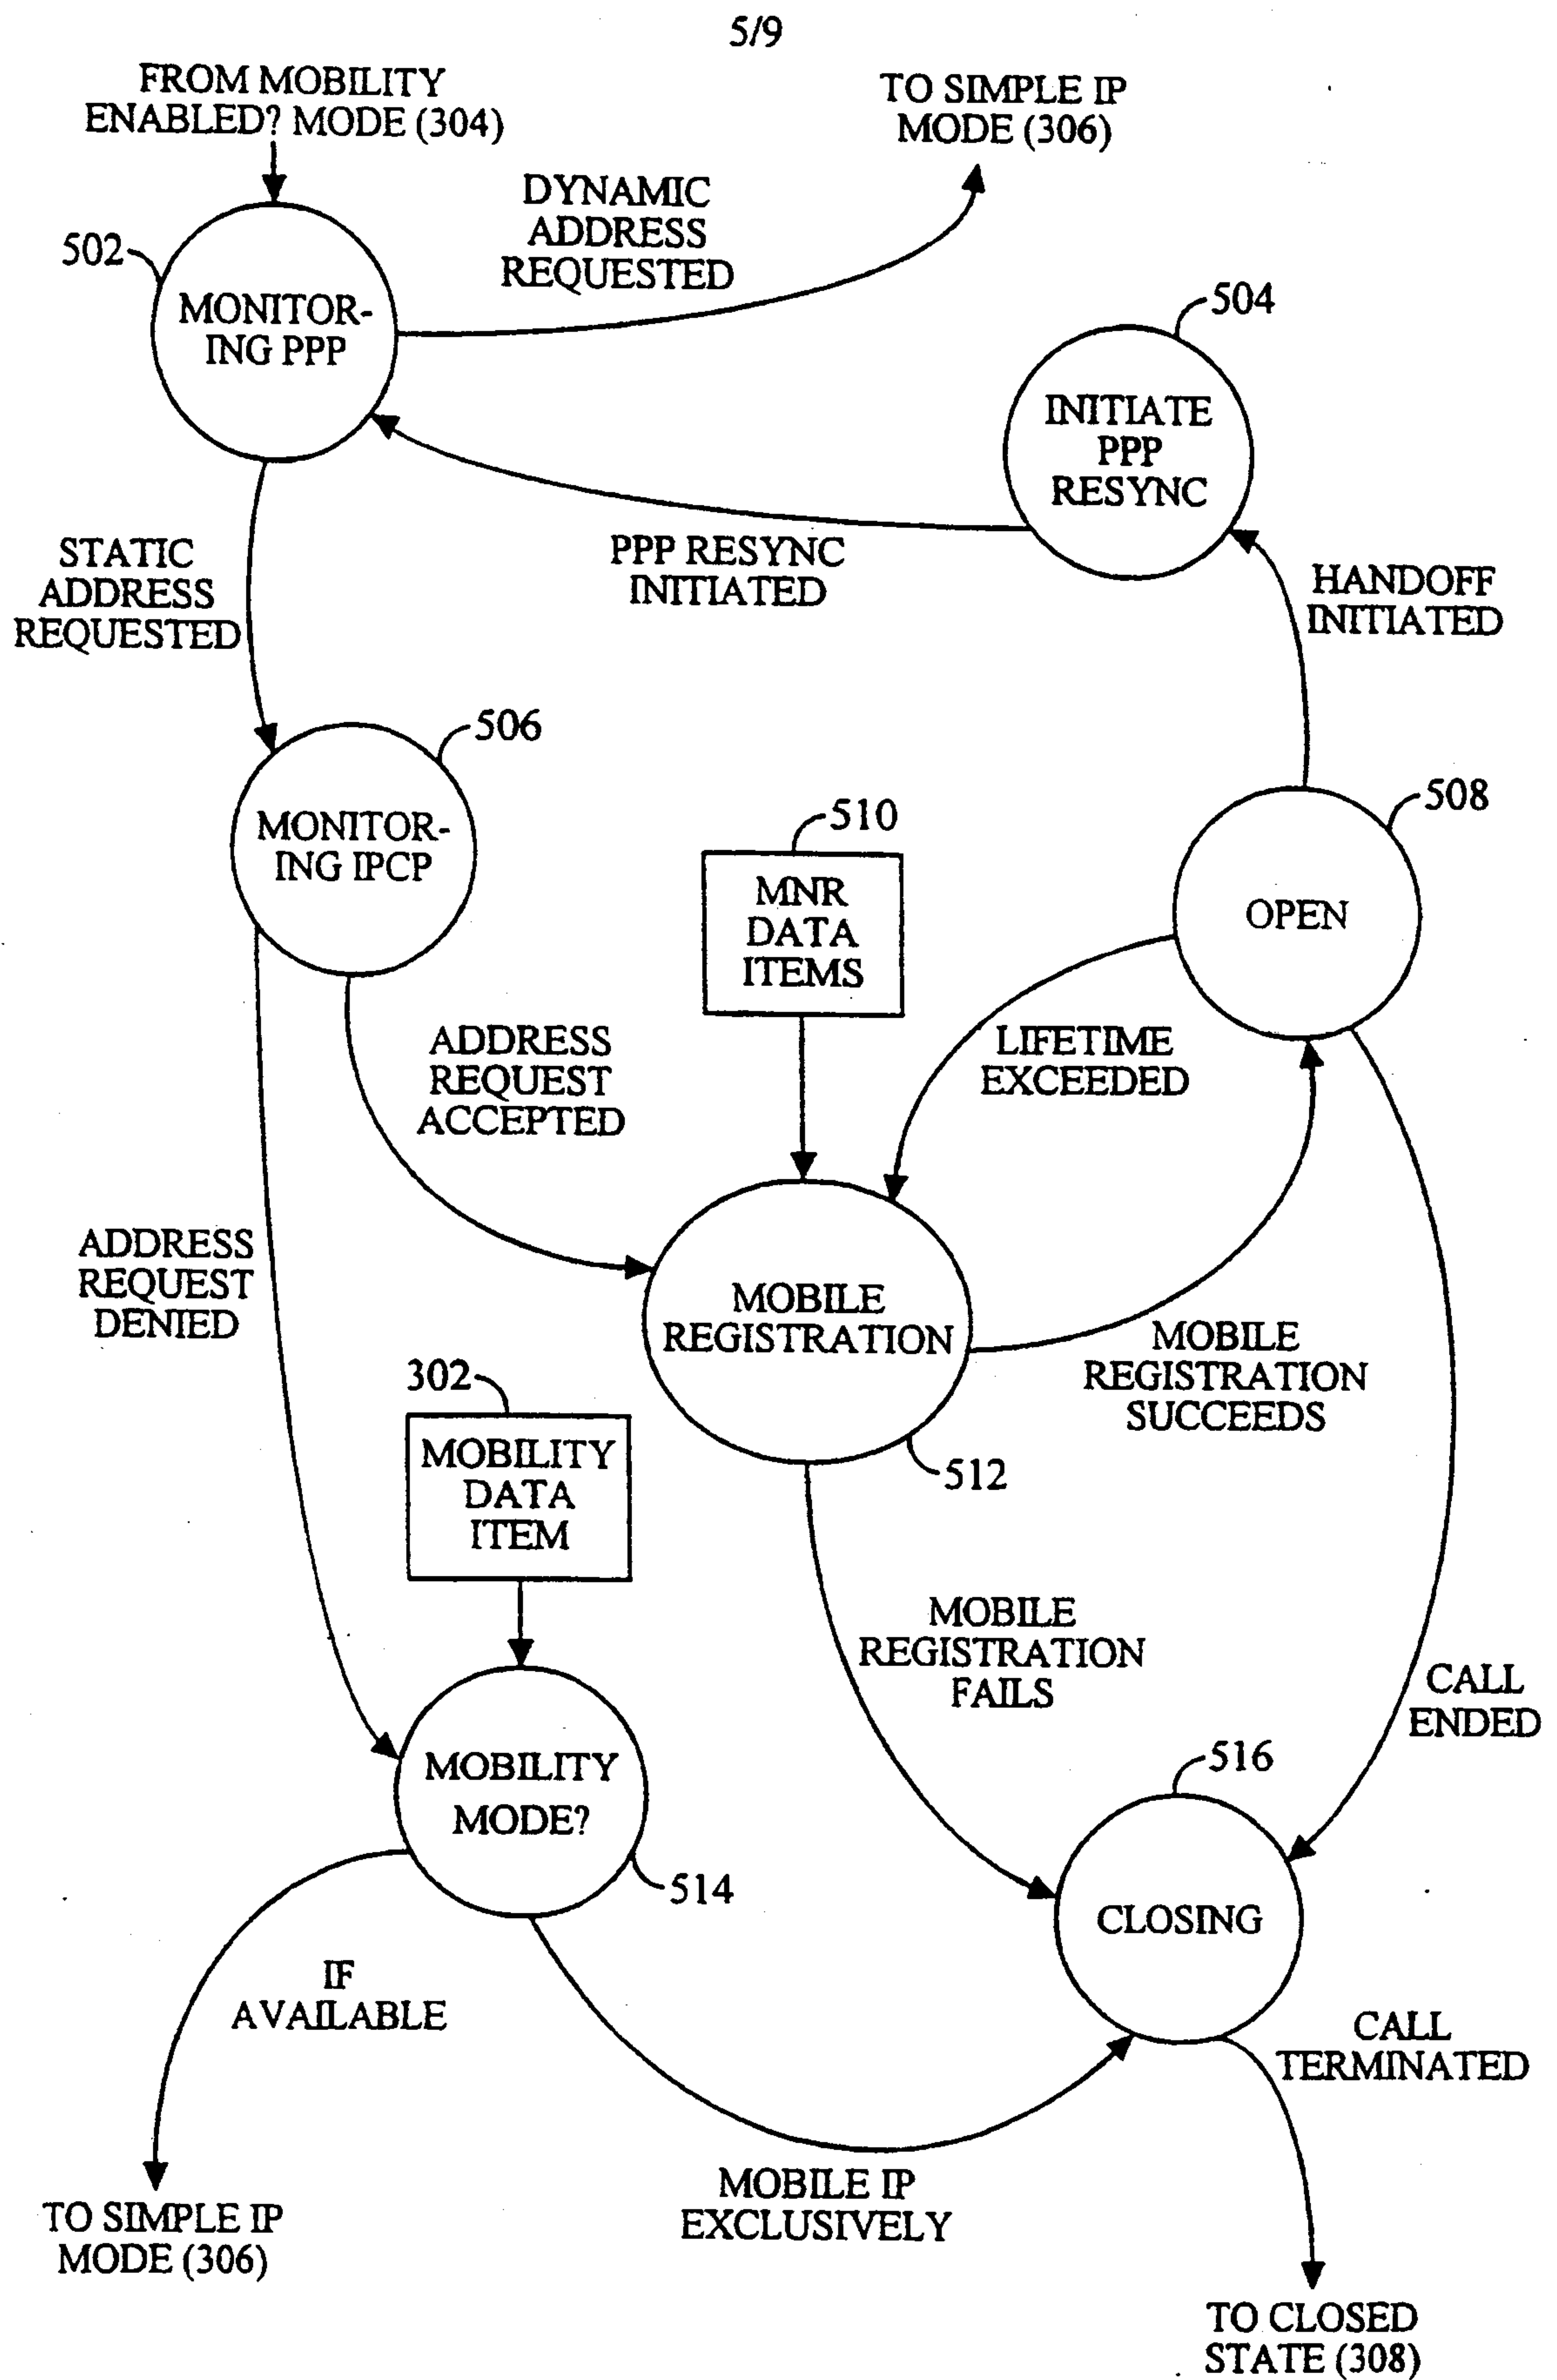 5/9
FROM MOBILITY
ENABLED? MODE (304)
TO SIMPLE IP
MODE (306)
DYNAMIC
ADDRESS
REQUESTED
502
MONITOR-
ING PPP
504
INITIATE
PPP
RESYNC
PPP RESYNC
INITIATED
HANDOFF
INITIATED
STATIC
ADDRESS
REQUESTED
506
MONITOR-
ING IPCP
510
MNR
DATA
ITEMS
508
OPEN
ADDRESS
REQUEST
ACCEPTED
LIFETIME
EXCEEDED
ADDRESS
REQUEST
DENIED
MOBILE
REGISTRATION
512
MOBILE
REGISTRATION
SUCCEEDS
302
MOBILITY
DATA
ITEM
MOBILE
REGISTRATION
FAILS
CALL
ENDED
MOBILITY
MODE?
514
516
CLOSING
IF
AVAILABLE
CALL
TERMINATED
MOBILE IP
EXCLUSIVELY
TO SIMPLE IP
MODE (306)
TO CLOSED
STATE (308)